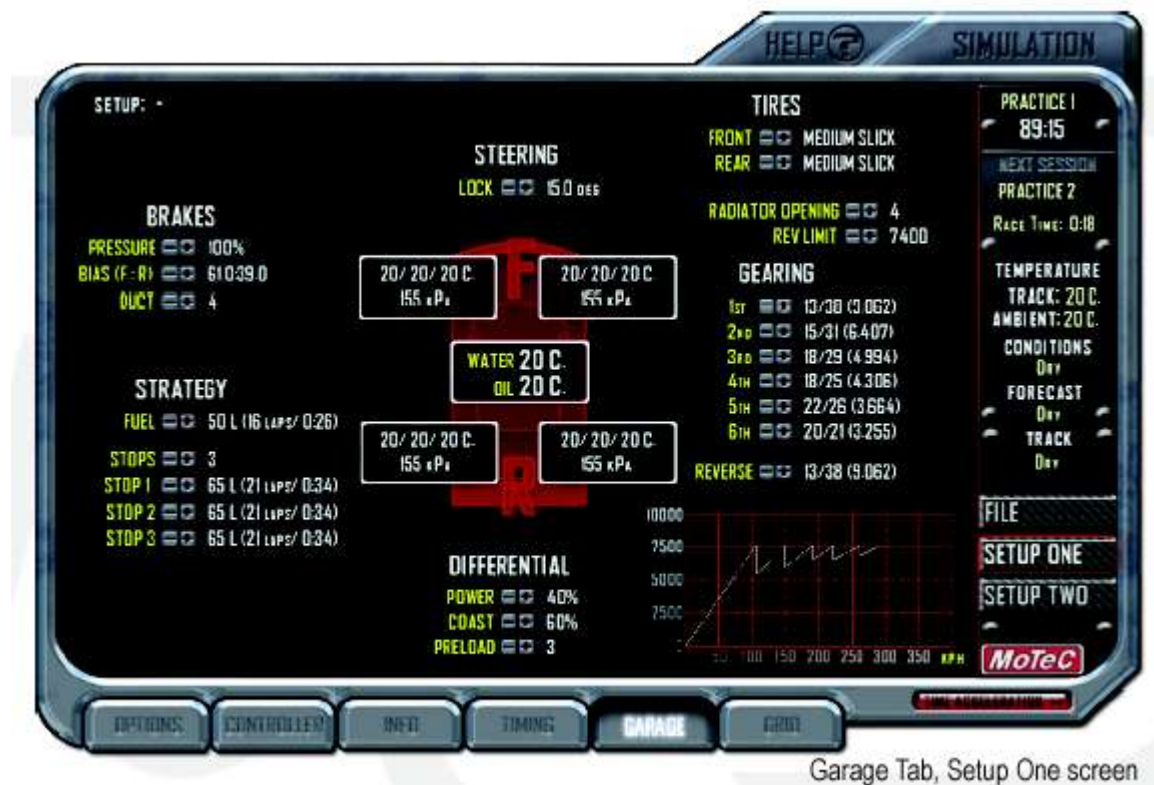 HELP? SIMULATION
SETUP: -
BRAKES
PRESSURE 100%
BIAS (F:R) 61.0:39.0
DUCT 4
STRATEGY
FUEL 50 L (16 LAPS/ 0:26)
STOPS 3
STOP 1 65 L (21 LAPS/ 0:34)
STOP 2 65 L (21 LAPS/ 0:34)
STOP 3 65 L (21 LAPS/ 0:34)
STEERING
LOCK 15.0 DEG
F
20/ 20/ 20 C.
155 KPA
20/ 20/ 20 C.
155 KPA
WATER 20 C.
OIL 20 C.
20/ 20/ 20 C.
155 KPA
20/ 20/ 20 C.
155 KPA
R
DIFFERENTIAL
POWER 40%
COAST 60%
PRELOAD 3
TIRES
FRONT MEDIUM SLICK
REAR MEDIUM SLICK
RADIATOR OPENING 4
REV LIMIT 7400
GEARING
1ST 13/38 (9.062)
2ND 15/31 (6.407)
3RD 18/29 (4.994)
4TH 18/25 (4.306)
5TH 22/26 (3.664)
6TH 20/21 (3.255)
REVERSE 13/38 (9.062)
10000
7500
5000
2500
50 100 150 200 250 300 350 KPH
PRACTICE 1
89:15
NEXT SESSION
PRACTICE 2
RACE TIME: 0:18
TEMPERATURE
TRACK: 20 C.
AMBIENT: 20 C.
CONDITIONS
DRY
FORECAST
DRY
TRACK
DRY
FILE
SETUP ONE
SETUP TWO
MoTeC
TIME ACCELERATION
OPTIONS CONTROLLER INFO TIMING GARAGE GRID
Garage Tab, Setup One screen